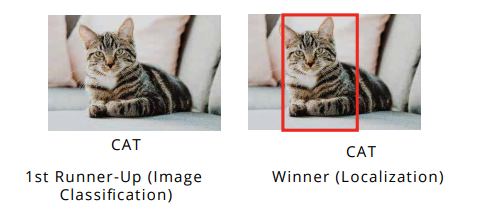 CAT
1st Runner-Up (Image
Classification)
CAT
Winner (Localization)